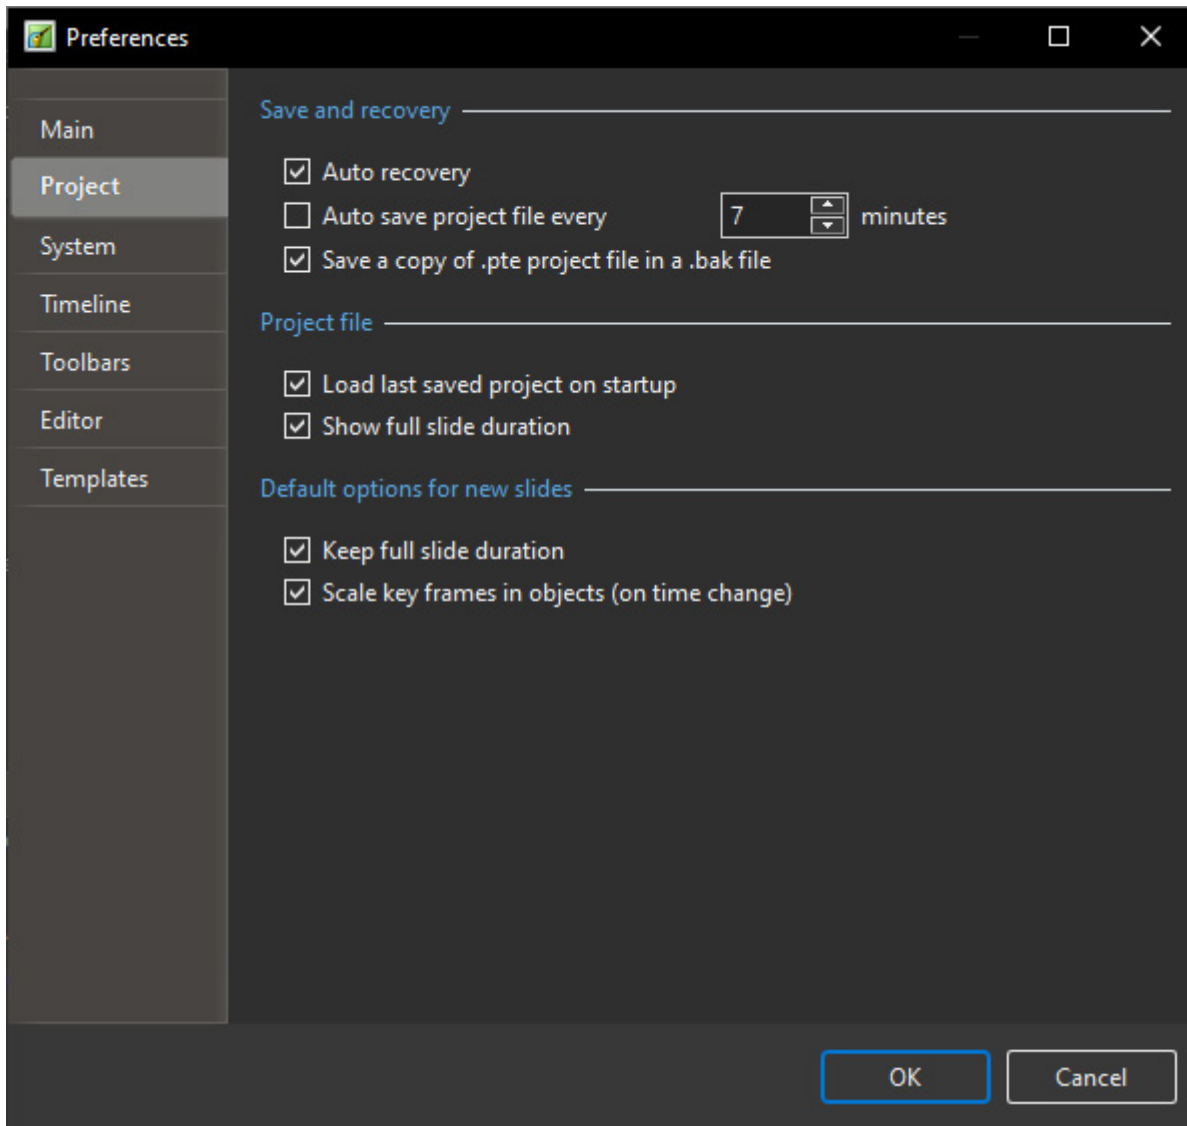 Preferences
Main
Project
System
Timeline
Toolbars
Editor
Templates
Save and recovery
Auto recovery
Auto save project file every 7 minutes
Save a copy of .pte project file in a .bak file
Project file
Load last saved project on startup
Show full slide duration
Default options for new slides
Keep full slide duration
Scale key frames in objects (on time change)
OK Cancel